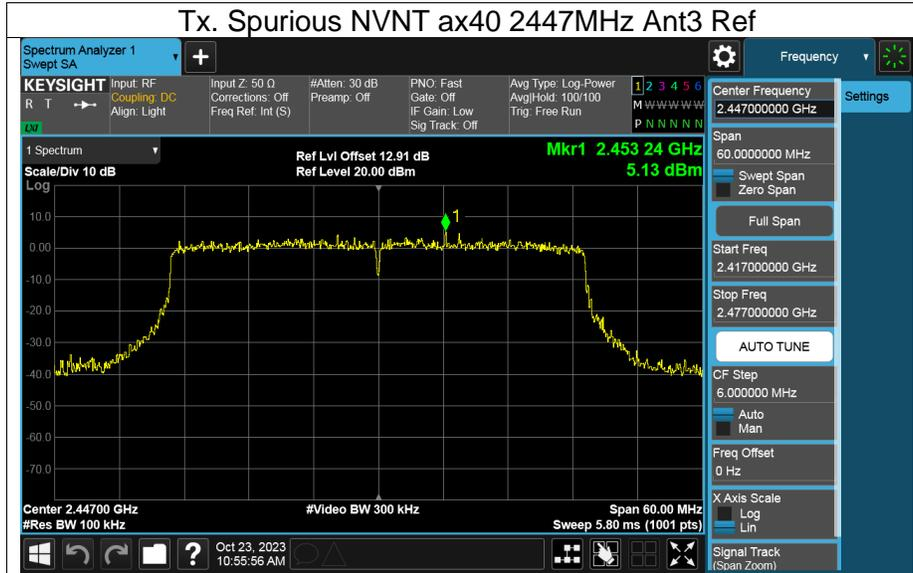 Tx. Spurious NVNT ax40 2447MHz Ant3 Ref
Spectrum Analyzer 1
Swept SA
+
Frequency
KEYSIGHT
R T
LXI
Input: RF
Coupling: DC
Align: Light
Input Z: 50 Ω
Corrections: Off
Freq Ref: Int (S)
#Atten: 30 dB
Preamp: Off
PNO: Fast
Gate: Off
IF Gain: Low
Sig Track: Off
Avg Type: Log-Power
Avg|Hold: 100/100
Trig: Free Run
1 2 3 4 5 6
M W W W W W
P N N N N N
1 Spectrum
Scale/Div 10 dB
Log
Ref Lvl Offset 12.91 dB
Ref Level 20.00 dBm
Mkr1 2.453 24 GHz
5.13 dBm
1
10.0
0.00
-10.0
-20.0
-30.0
-40.0
-50.0
-60.0
-70.0
Center 2.44700 GHz
#Res BW 100 kHz
#Video BW 300 kHz
Span 60.00 MHz
Sweep 5.80 ms (1001 pts)
?
Oct 23, 2023
10:55:56 AM
Center Frequency
2.447000000 GHz
Settings
Span
60.0000000 MHz
Swept Span
Zero Span
Full Span
Start Freq
2.417000000 GHz
Stop Freq
2.477000000 GHz
AUTO TUNE
CF Step
6.000000 MHz
Auto
Man
Freq Offset
0 Hz
X Axis Scale
Log
Lin
Signal Track
(Span Zoom)